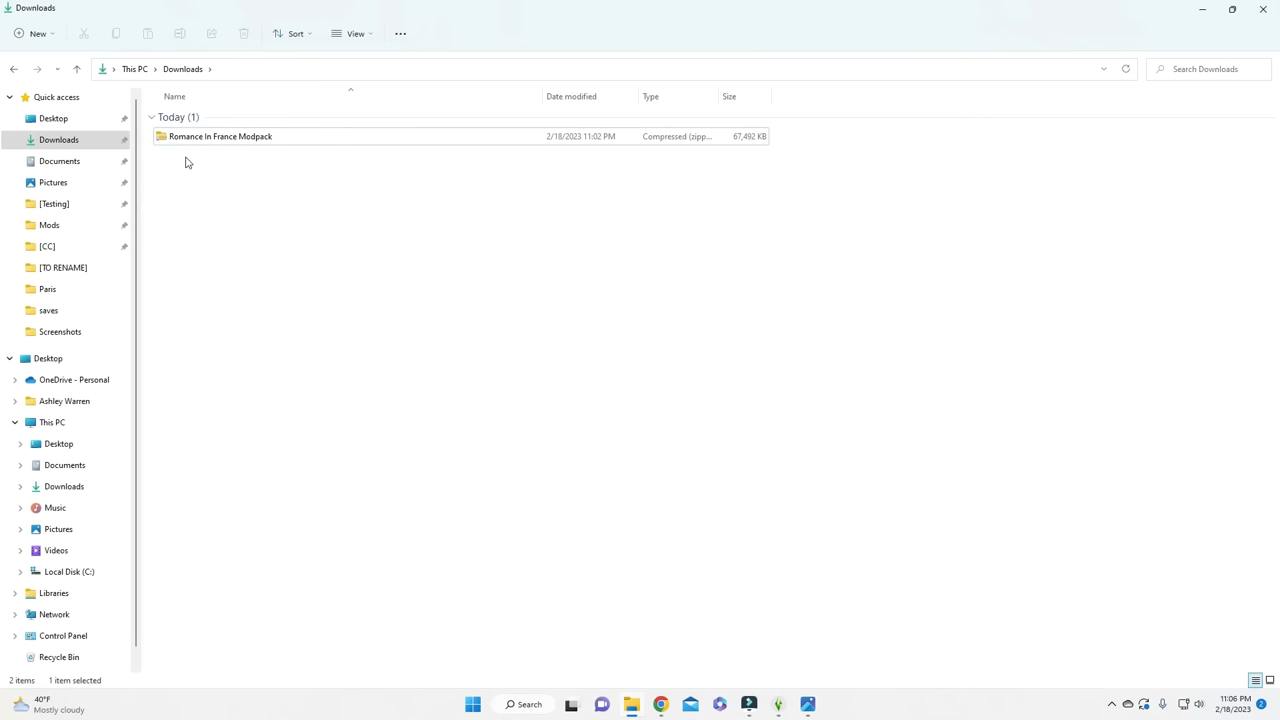 Downloads
New
Sort
View
This PC
Downloads
Search Downloads
Name
Date modified
Type
Size
Today (1)
Romance In France Modpack
2/18/2023 11:02 PM
Compressed (zipp...
67,492 KB
Quick access
Desktop
Downloads
Documents
Pictures
[Testing]
Mods
[CC]
[TO RENAME]
Paris
saves
Screenshots
Desktop
OneDrive - Personal
Ashley Warren
This PC
Desktop
Documents
Downloads
Music
Pictures
Videos
Local Disk (C:)
Libraries
Network
Control Panel
Recycle Bin
2 items
1 item selected
40°F
Mostly cloudy
Search
11:06 PM
2/18/2023
2